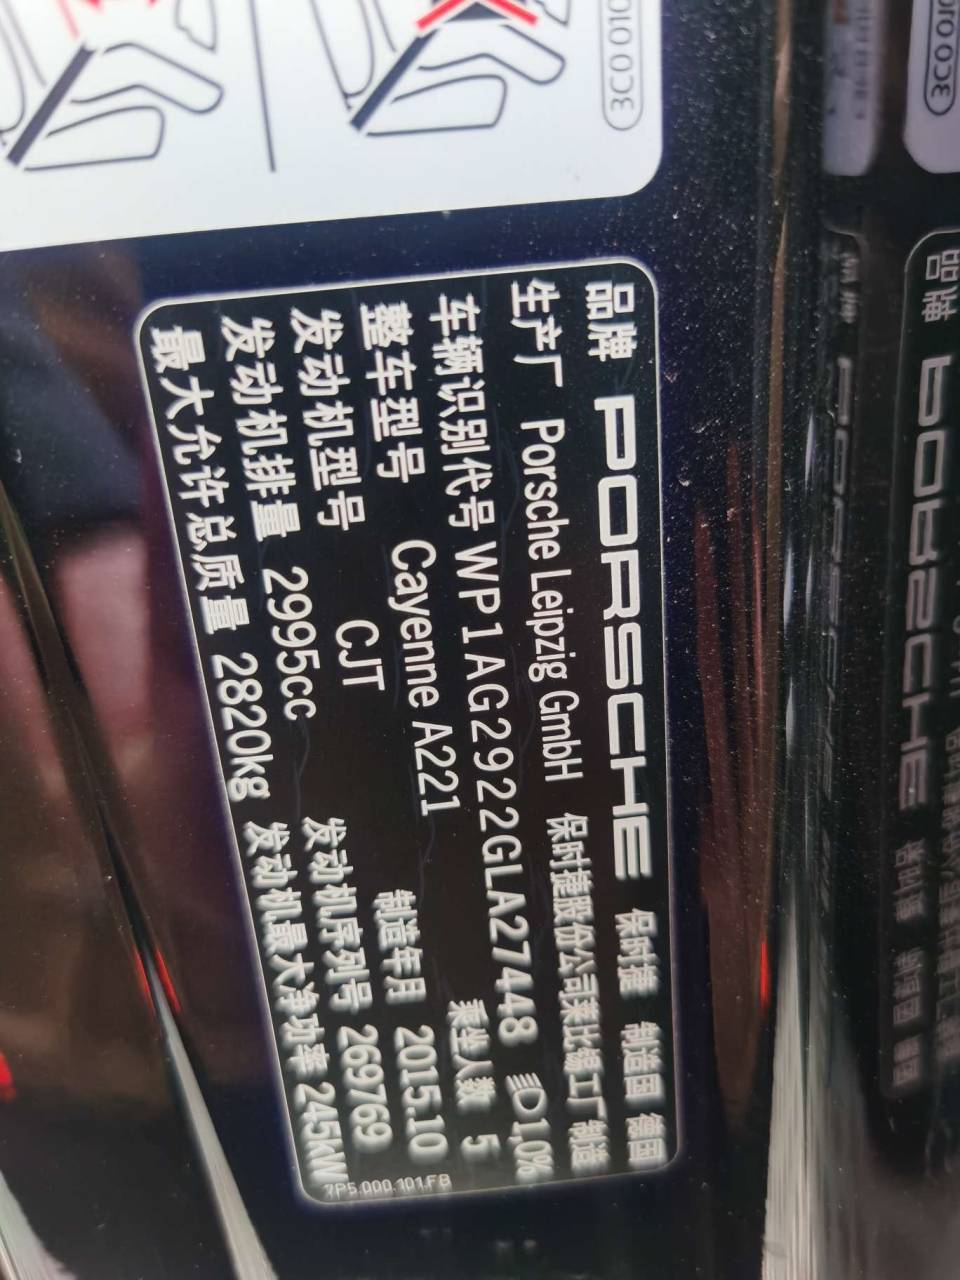 3C0 010
品牌 PORSCHE 保时捷 制造国 德国
生产厂 Porsche Leipzig GmbH 保时捷股份公司莱比锡工厂制造
车辆识别代号 WP1AG2922GLA27448 1,0%
整车型号 Cayenne A221 乘坐人数 5
发动机型号 CJT 制造年月 2015.10
发动机排量 2995cc 发动机序列号 269769
最大允许总质量 2820kg 发动机最大净功率 245kW
7P5.000.101.FB